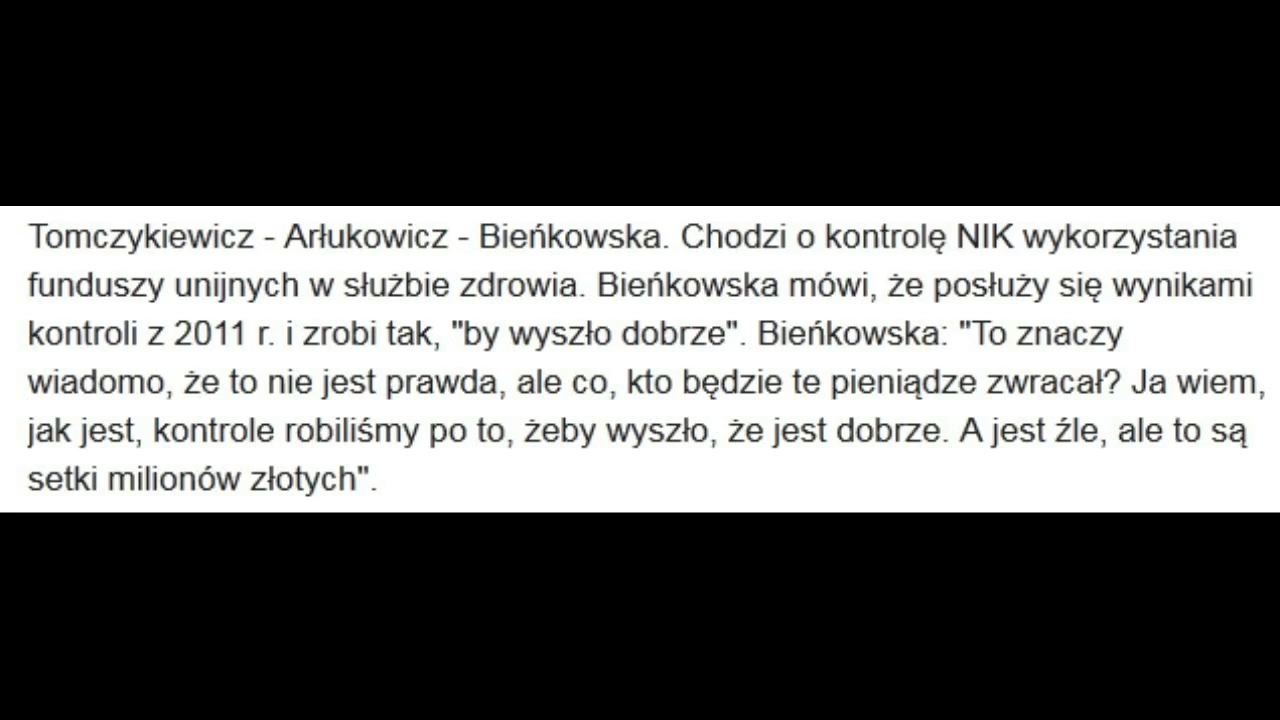 Tomczykiewicz - Arłukowicz - Bieńkowska. Chodzi o kontrolę NIK wykorzystania
funduszy unijnych w służbie zdrowia. Bieńkowska mówi, że posłuży się wynikami
kontroli z 2011 r. i zrobi tak, "by wyszło dobrze". Bieńkowska: "To znaczy
wiadomo, że to nie jest prawda, ale co, kto będzie te pieniądze zwracał? Ja wiem,
jak jest, kontrole robiliśmy po to, żeby wyszło, że jest dobrze. A jest źle, ale to są
setki milionów złotych".